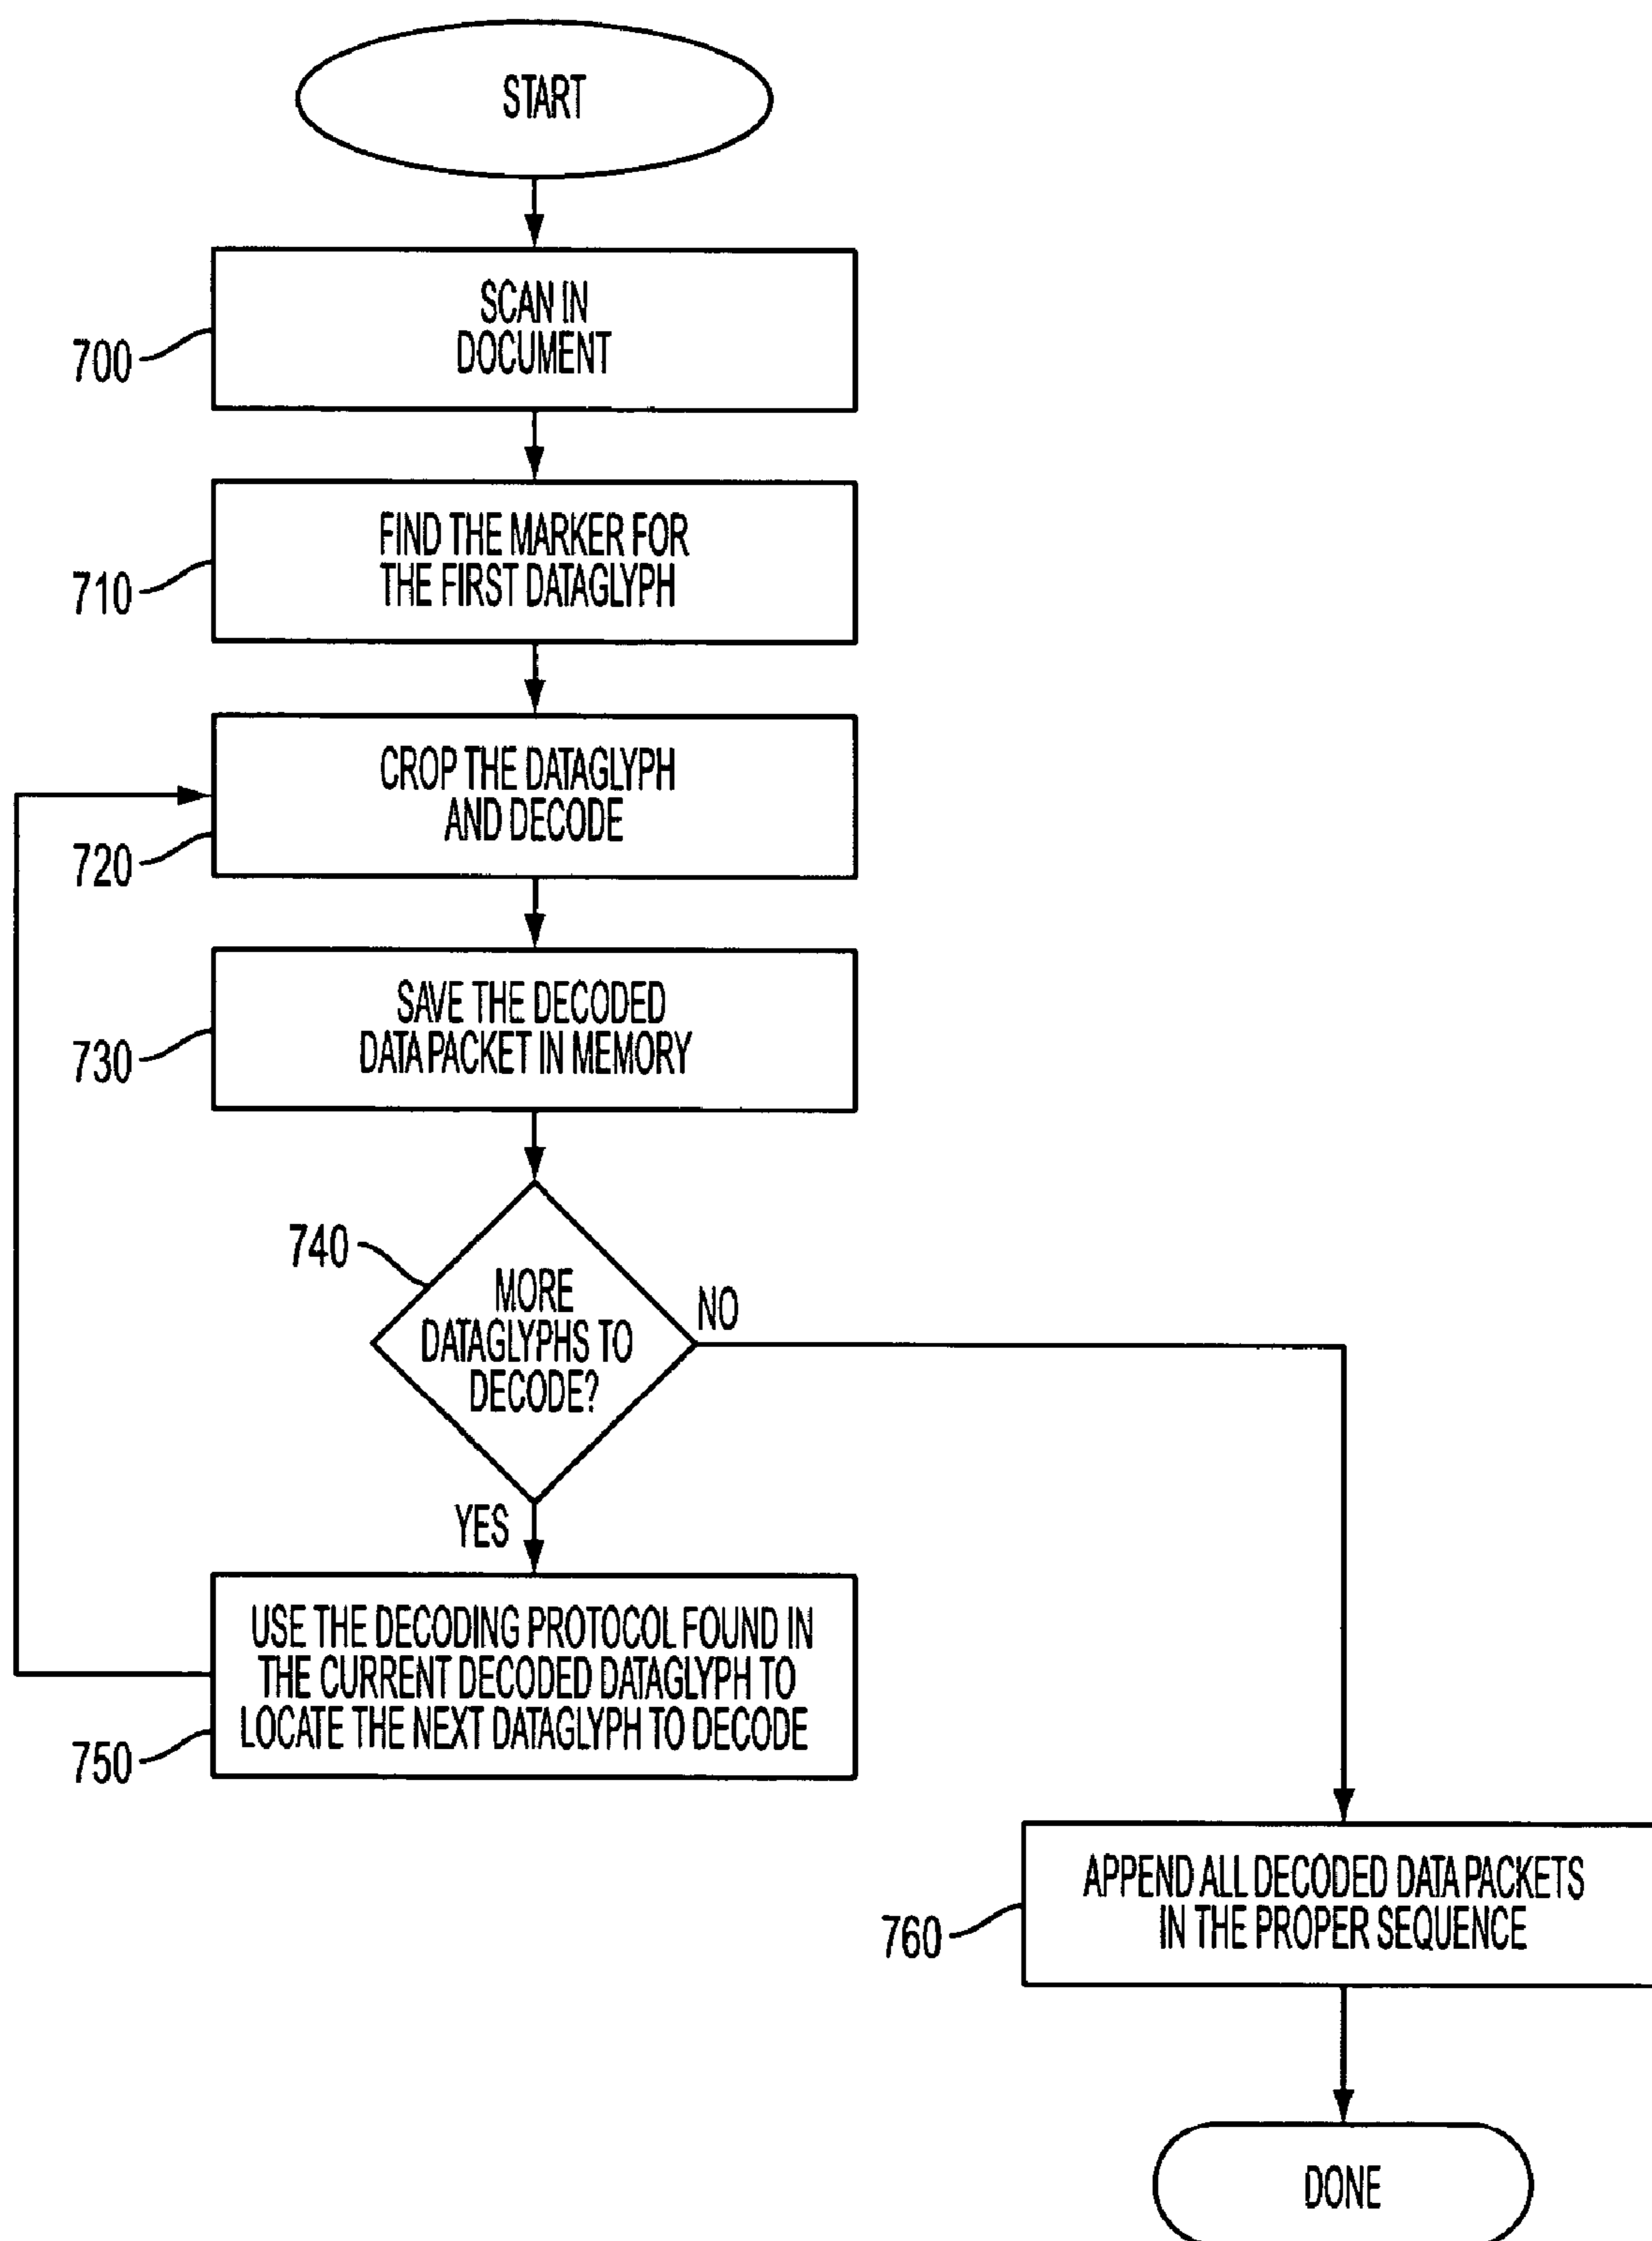 START
SCAN IN
DOCUMENT
700
FIND THE MARKER FOR
THE FIRST DATAGLYPH
710
CROP THE DATAGLYPH
AND DECODE
720
SAVE THE DECODED
DATA PACKET IN MEMORY
730
740
MORE
DATAGLYPHS TO
DECODE?
NO
YES
USE THE DECODING PROTOCOL FOUND IN
THE CURRENT DECODED DATAGLYPH TO
LOCATE THE NEXT DATAGLYPH TO DECODE
750
APPEND ALL DECODED DATA PACKETS
IN THE PROPER SEQUENCE
760
DONE